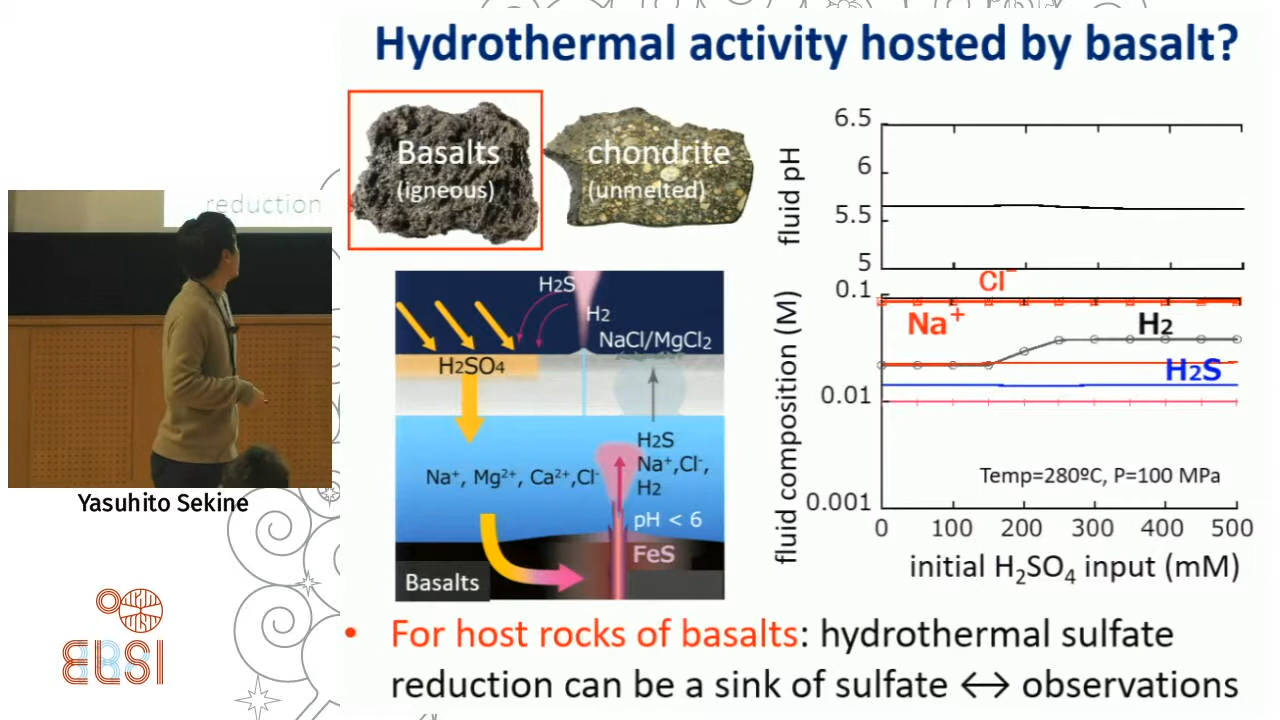 Hydrothermal activity hosted by basalt?
Basalts
(igneous)
chondrite
(unmelted)
reduction
Yasuhito Sekine
ELSI
H2S
H2
NaCl/MgCl2
H2SO4
H2S
Na⁺,Cl⁻,
H2
Na⁺, Mg²⁺, Ca²⁺,Cl⁻
pH < 6
FeS
Basalts
fluid pH
6.5
6
5.5
5
fluid composition (M)
0.1
0.01
0.001
Cl⁻
Na⁺
H2
H2S
Temp=280ºC, P=100 MPa
0 100 200 300 400 500
initial H₂SO₄ input (mM)
• For host rocks of basalts: hydrothermal sulfate
reduction can be a sink of sulfate ↔ observations